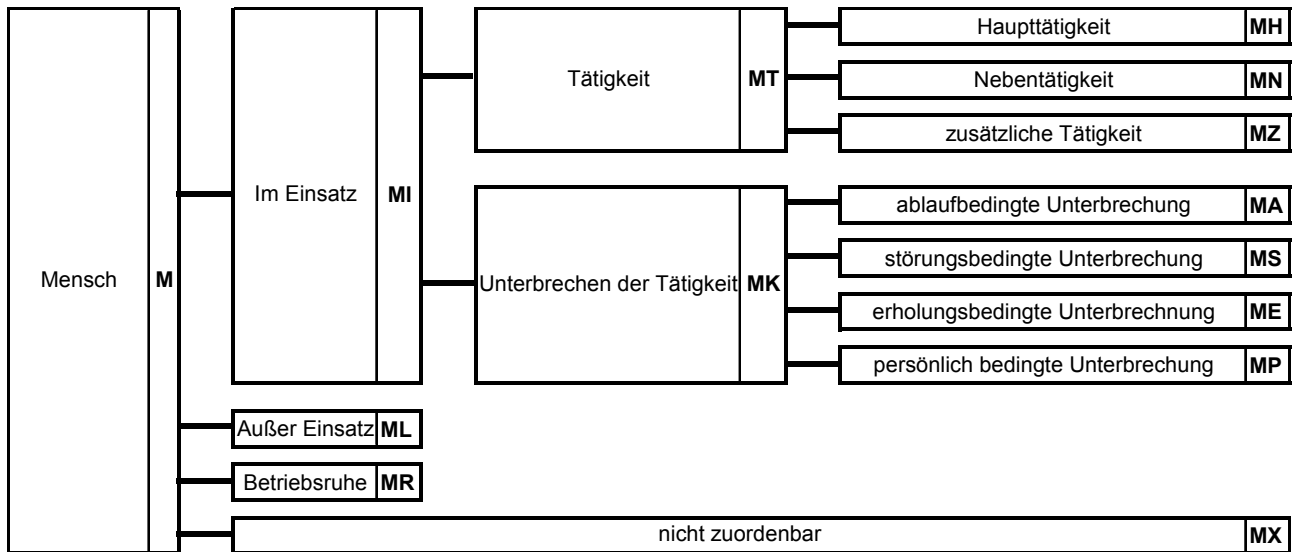 Mensch M
Im Einsatz MI
Tätigkeit MT
Haupttätigkeit MH
Nebentätigkeit MN
zusätzliche Tätigkeit MZ
Unterbrechen der Tätigkeit MK
ablaufbedingte Unterbrechung MA
störungsbedingte Unterbrechung MS
erholungsbedingte Unterbrechnung ME
persönlich bedingte Unterbrechung MP
Außer Einsatz ML
Betriebsruhe MR
nicht zuordenbar MX